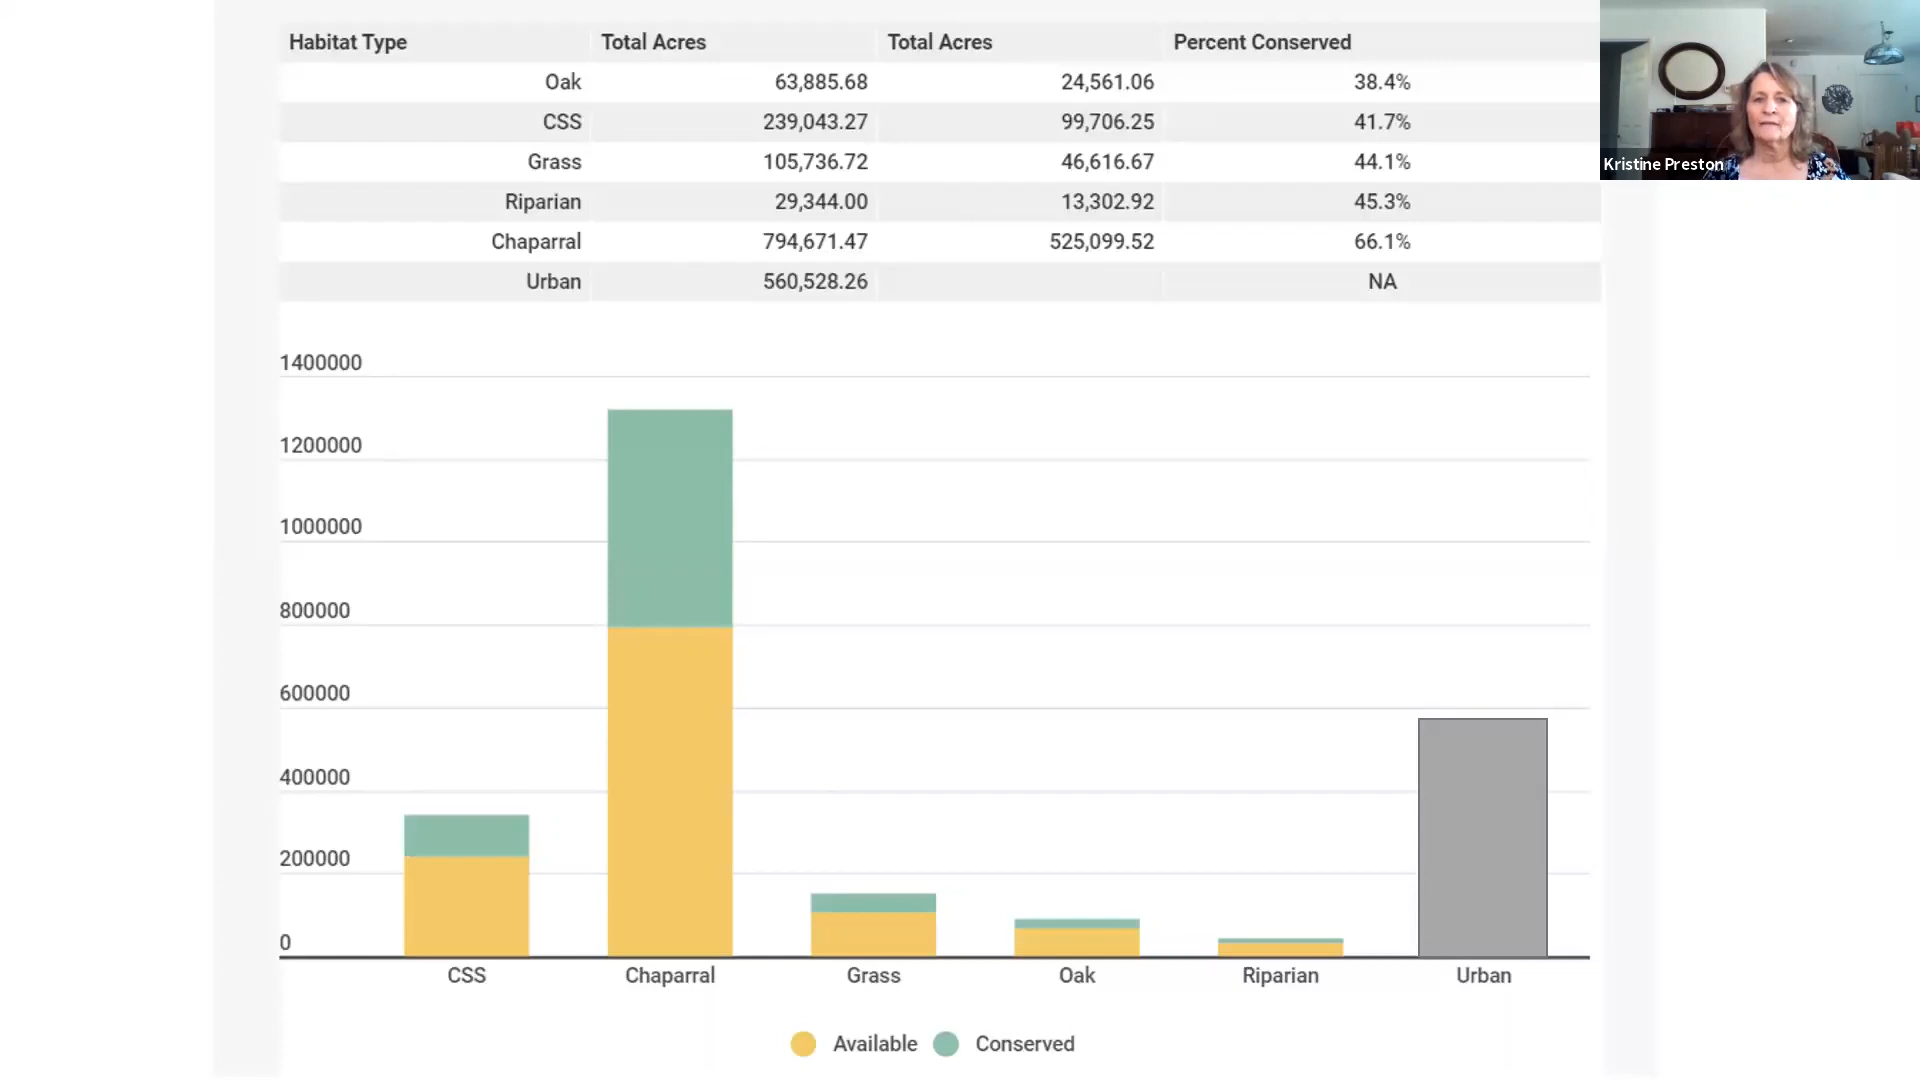 Habitat Type Total Acres Total Acres Percent Conserved
Oak 63,885.68 24,561.06 38.4%
CSS 239,043.27 99,706.25 41.7%
Grass 105,736.72 46,616.67 44.1%
Riparian 29,344.00 13,302.92 45.3%
Chaparral 794,671.47 525,099.52 66.1%
Urban 560,528.26 NA
Kristine Preston
1400000
1200000
1000000
800000
600000
400000
200000
0
CSS Chaparral Grass Oak Riparian Urban
Available Conserved